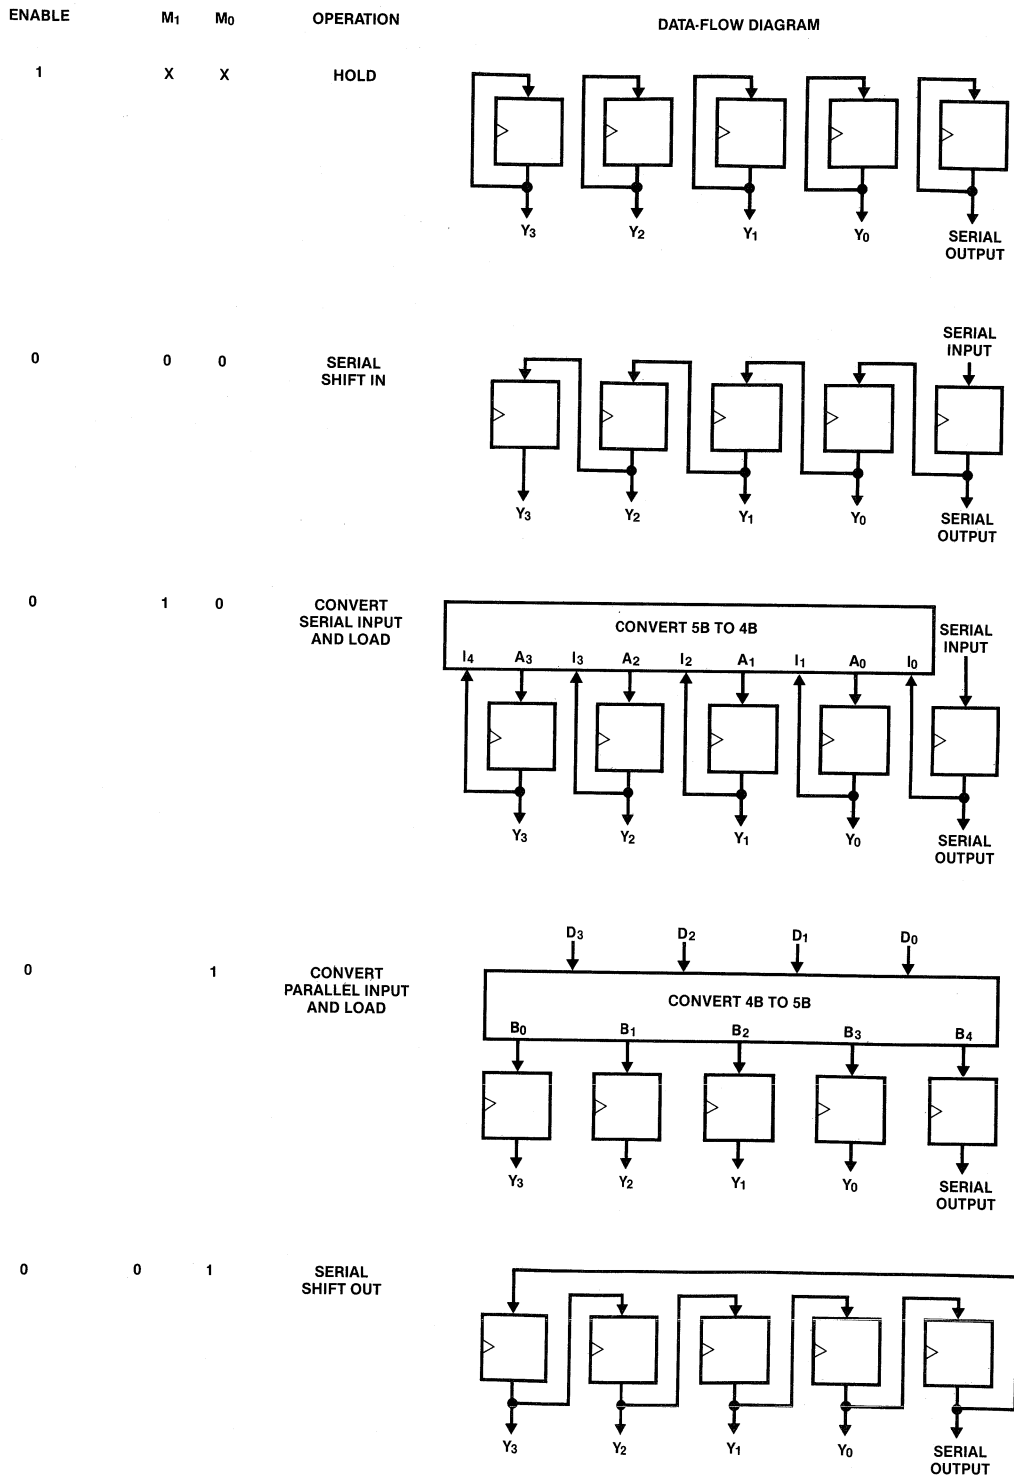 ENABLE M1 M0 OPERATION DATA-FLOW DIAGRAM
1 X X HOLD
Y3 Y2 Y1 Y0 SERIAL
OUTPUT
SERIAL
INPUT
0 0 0 SERIAL
SHIFT IN
Y3 Y2 Y1 Y0 SERIAL
OUTPUT
0 1 0 CONVERT
SERIAL INPUT
AND LOAD
CONVERT 5B TO 4B
SERIAL
INPUT
I4 A3 I3 A2 I2 A1 I1 A0 I0
Y3 Y2 Y1 Y0 SERIAL
OUTPUT
D3 D2 D1 D0
0 1 CONVERT
PARALLEL INPUT
AND LOAD
CONVERT 4B TO 5B
B0 B1 B2 B3 B4
Y3 Y2 Y1 Y0 SERIAL
OUTPUT
0 0 1 SERIAL
SHIFT OUT
Y3 Y2 Y1 Y0 SERIAL
OUTPUT